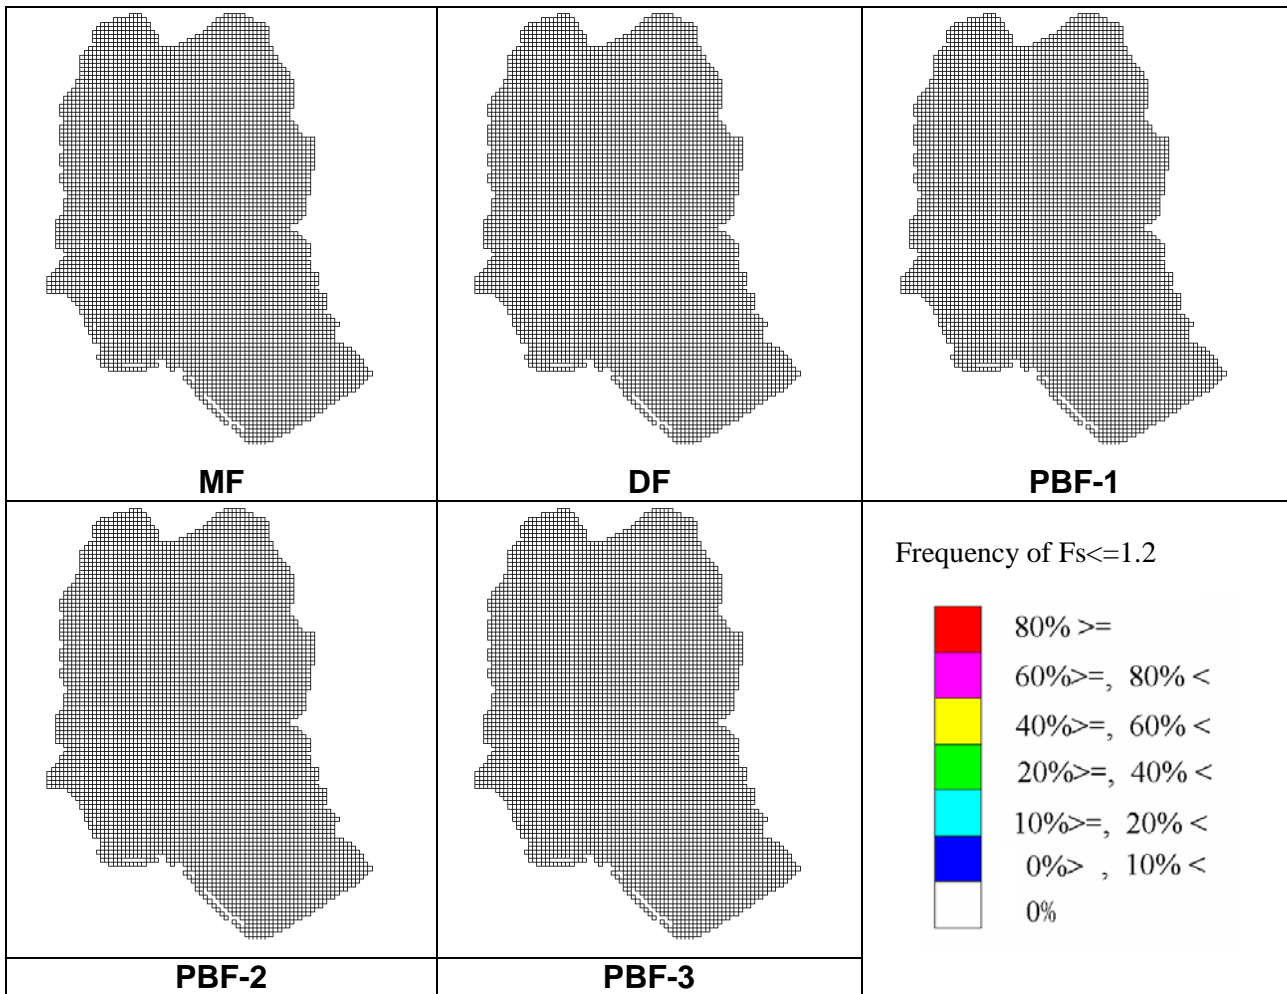 MF
DF
PBF-1
PBF-2
PBF-3
Frequency of Fs<=1.2
80% >=
60%>=, 80% <
40%>=, 60% <
20%>=, 40% <
10%>=, 20% <
0%> , 10% <
0%